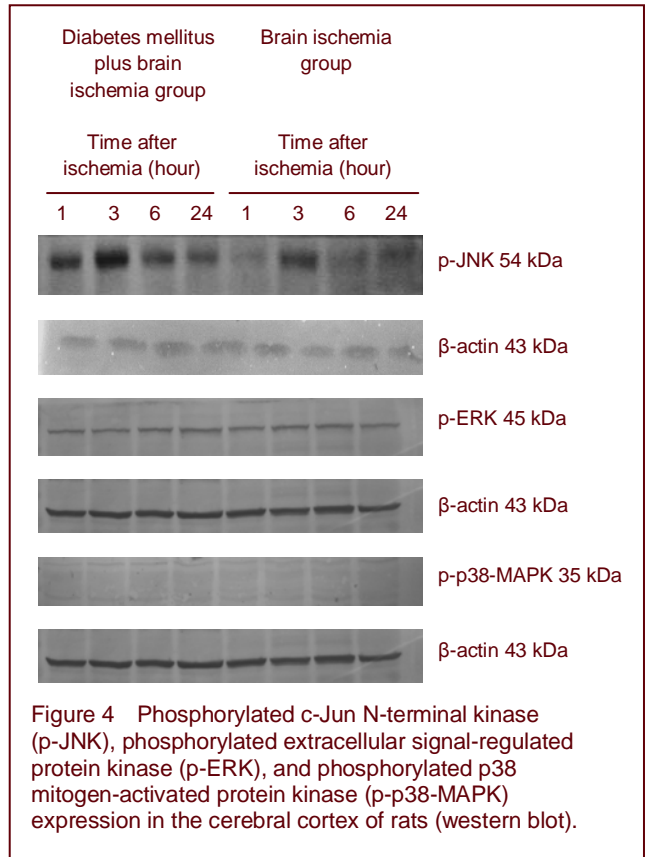 Diabetes mellitus
plus brain
ischemia group
Brain ischemia
group
Time after
ischemia (hour)
Time after
ischemia (hour)
1 3 6 24 1 3 6 24
p-JNK 54 kDa
β-actin 43 kDa
p-ERK 45 kDa
β-actin 43 kDa
p-p38-MAPK 35 kDa
β-actin 43 kDa
Figure 4 Phosphorylated c-Jun N-terminal kinase
(p-JNK), phosphorylated extracellular signal-regulated
protein kinase (p-ERK), and phosphorylated p38
mitogen-activated protein kinase (p-p38-MAPK)
expression in the cerebral cortex of rats (western blot).